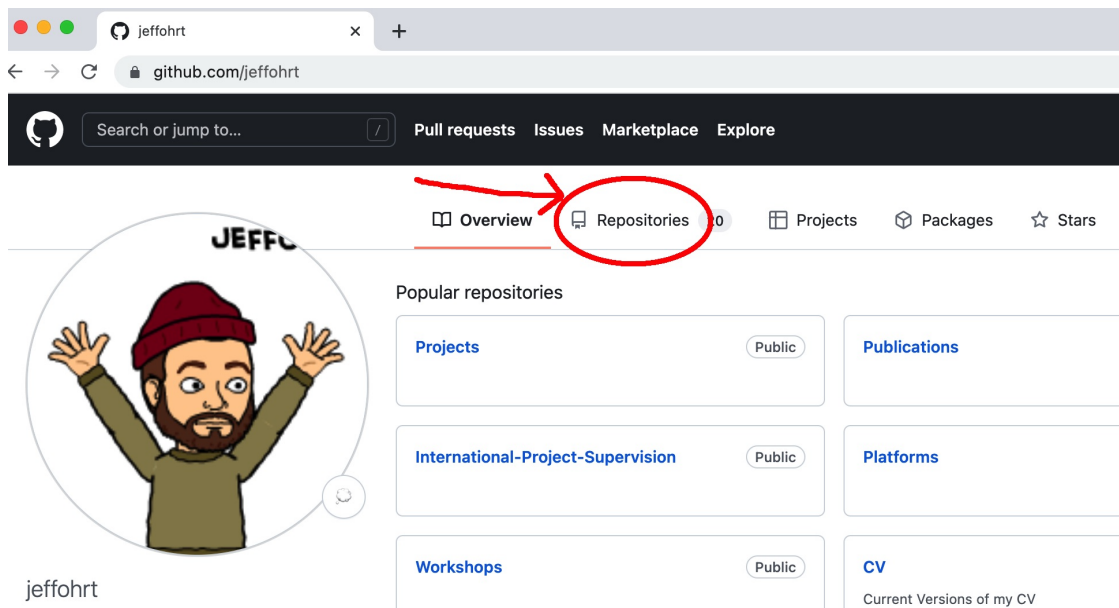 jeffohrt
github.com/jeffohrt
Search or jump to... /
Pull requests Issues Marketplace Explore
Overview Repositories Projects Packages Stars
Popular repositories
Projects Public
Publications
International-Project-Supervision Public
Platforms
Workshops Public
CV
Current Versions of my CV
jeffohrt